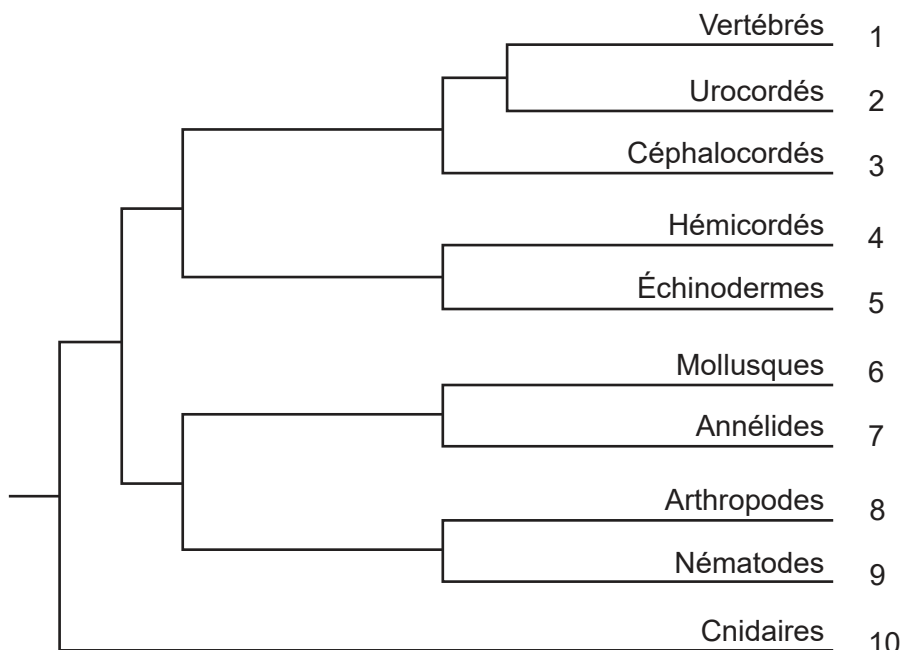 Vertébrés 1
Urocordés 2
Céphalocordés 3
Hémicordés 4
Échinodermes 5
Mollusques 6
Annélides 7
Arthropodes 8
Nématodes 9
Cnidaires 10